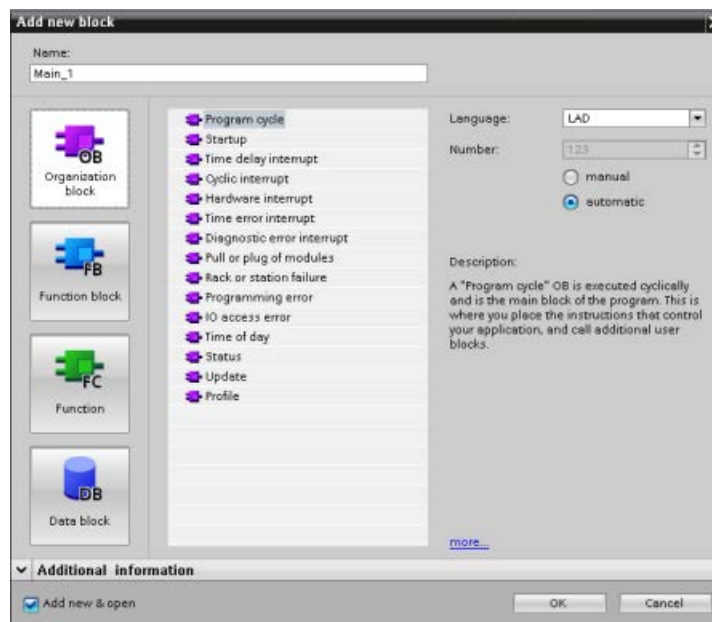 Add new block
Name:
Main_1
OB
Organization
block
FB
Function block
FC
Function
DB
Data block
Program cycle
Startup
Time delay interrupt
Cyclic interrupt
Hardware interrupt
Time error interrupt
Diagnostic error interrupt
Pull or plug of modules
Rack or station failure
Programming error
IO access error
Time of day
Status
Update
Profile
Language:
LAD
Number:
123
manual
automatic
Description:
A "Program cycle" OB is executed cyclically
and is the main block of the program. This is
where you place the instructions that control
your application, and call additional user
blocks.
more...
Additional information
Add new & open
OK
Cancel